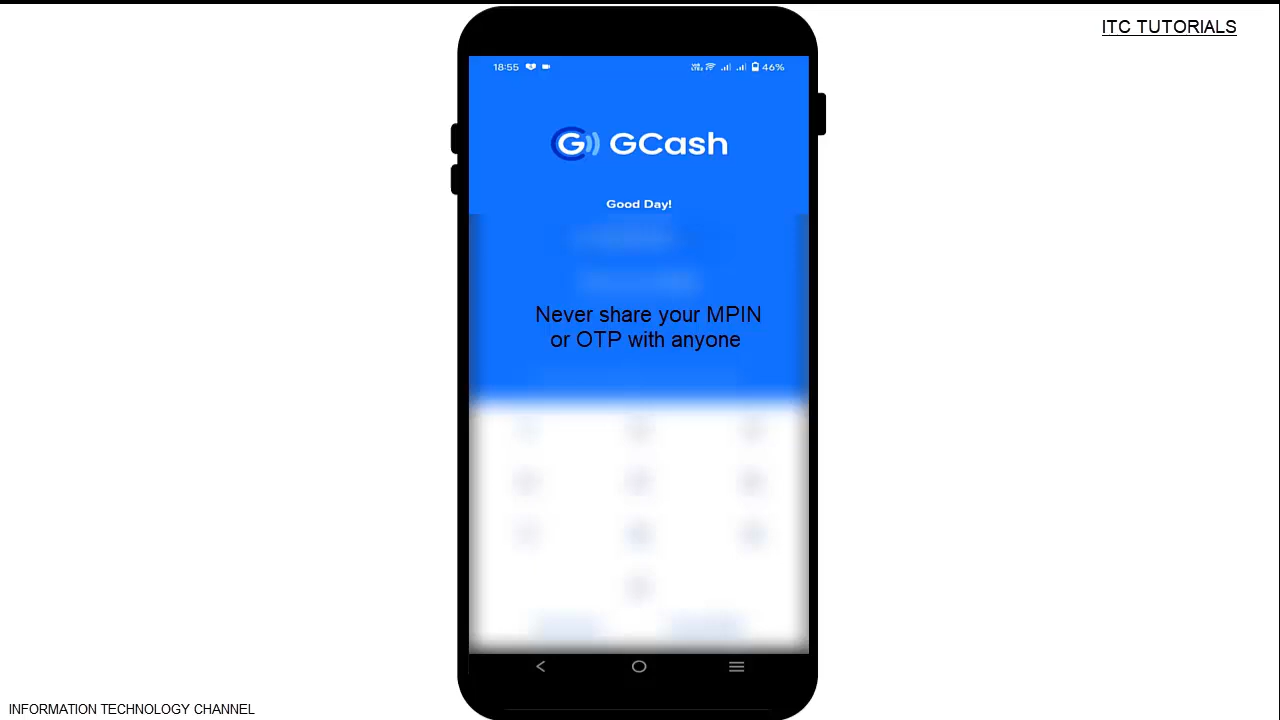 ITC TUTORIALS
18:55 46%
G GCash
Good Day!
Never share your MPIN
or OTP with anyone
INFORMATION TECHNOLOGY CHANNEL